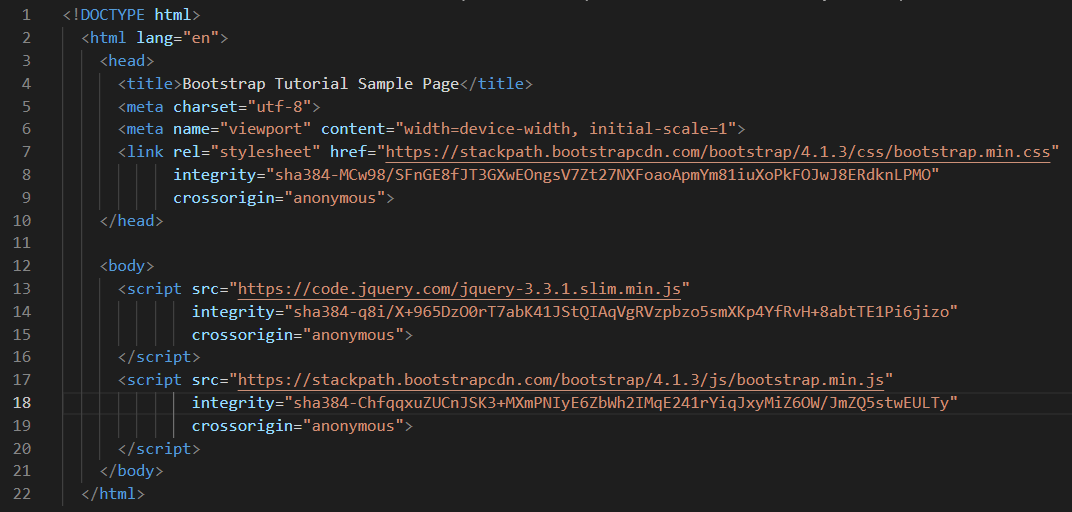 1 <!DOCTYPE html>
2 <html lang="en">
3 <head>
4 <title>Bootstrap Tutorial Sample Page</title>
5 <meta charset="utf-8">
6 <meta name="viewport" content="width=device-width, initial-scale=1">
7 <link rel="stylesheet" href="https://stackpath.bootstrapcdn.com/bootstrap/4.1.3/css/bootstrap.min.css"
8 integrity="sha384-MCw98/SFnGE8fJT3GXwEOngsV7Zt27NXFoaoApmYm81iuXoPkFOJwJ8ERdknLPMO"
9 crossorigin="anonymous">
10 </head>
11
12 <body>
13 <script src="https://code.jquery.com/jquery-3.3.1.slim.min.js"
14 integrity="sha384-q8i/X+965DzO0rT7abK41JStQIAqVgRVzpbzo5smXKp4YfRvH+8abtTE1Pi6jizo"
15 crossorigin="anonymous">
16 </script>
17 <script src="https://stackpath.bootstrapcdn.com/bootstrap/4.1.3/js/bootstrap.min.js"
18 integrity="sha384-ChfqqxuZUCnJSK3+MXmPNIyE6ZbWh2IMqE241rYiqJxyMiZ6OW/JmZQ5stwEULTy"
19 crossorigin="anonymous">
20 </script>
21 </body>
22 </html>